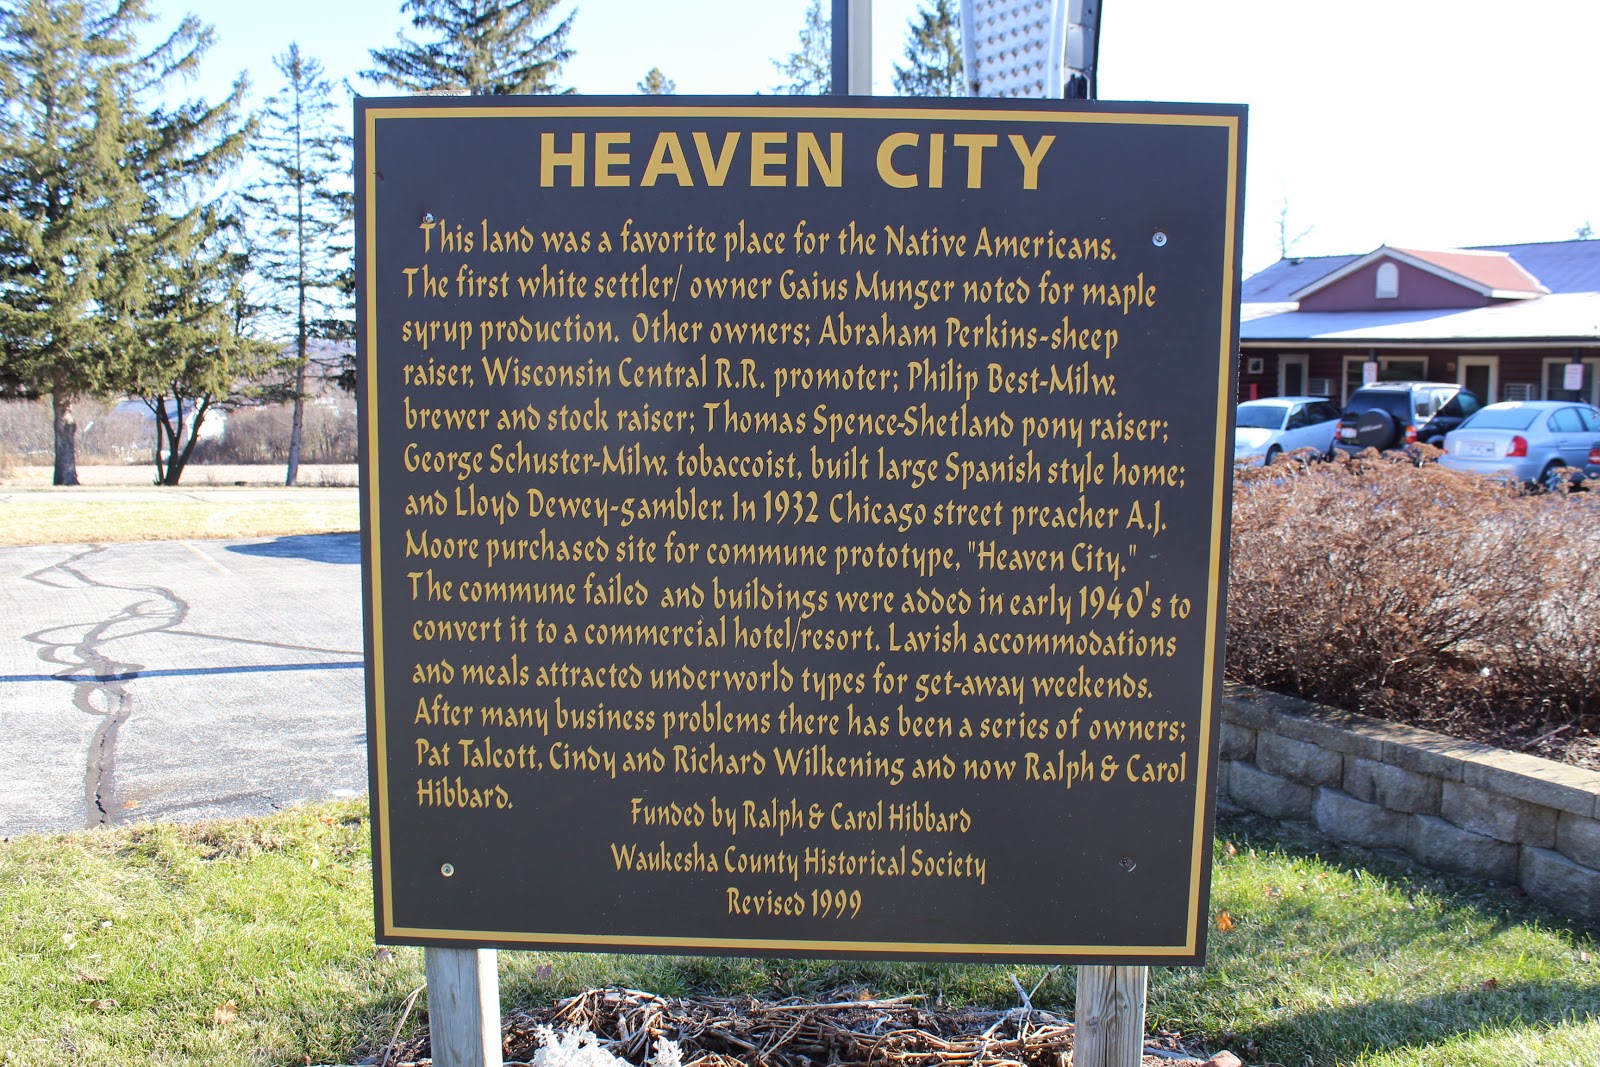 HEAVEN CITY
This land was a favorite place for the Native Americans.
The first white settler/ owner Gaius Munger noted for maple
syrup production. Other owners; Abraham Perkins-sheep
raiser, Wisconsin Central R.R. promoter; Philip Best-Milw.
brewer and stock raiser; Thomas Spence-Shetland pony raiser;
George Schuster-Milw. tobaccoist, built large Spanish style home;
and Lloyd Dewey-gambler. In 1932 Chicago street preacher A.J.
Moore purchased site for commune prototype, "Heaven City."
The commune failed and buildings were added in early 1940's to
convert it to a commercial hotel/resort. Lavish accommodations
and meals attracted underworld types for get-away weekends.
After many business problems there has been a series of owners;
Pat Talcott, Cindy and Richard Wilkening and now Ralph & Carol
Hibbard.
Funded by Ralph & Carol Hibbard
Waukesha County Historical Society
Revised 1999